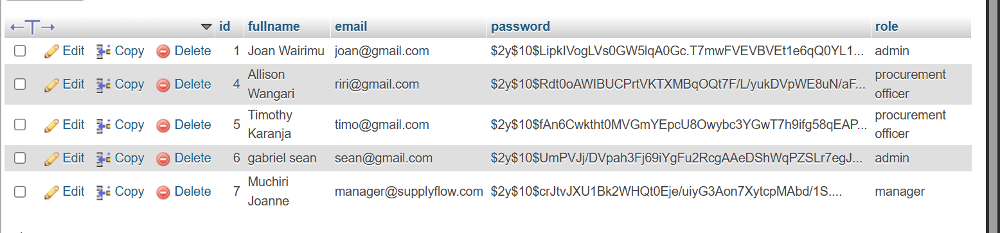 id fullname email password role
Edit Copy Delete 1 Joan Wairimu joan@gmail.com $2y$10$LipkIVogLVs0GW5lqA0Gc.T7mwFVEVBVEt1e6qQ0YL1... admin
Edit Copy Delete 4 Allison Wangari riri@gmail.com $2y$10$Rdt0oAWIBUCPrtVKTXMBqOQt7F/L/yukDVpWE8uN/aF... procurement officer
Edit Copy Delete 5 Timothy Karanja timo@gmail.com $2y$10$fAn6Cwktht0MVGmYEpcU8Owybc3YGwT7h9ifg58qEAP... procurement officer
Edit Copy Delete 6 gabriel sean sean@gmail.com $2y$10$UmPVJj/DVpah3Fj69iYgFu2RcgAAeDShWqPZSLr7egJ... admin
Edit Copy Delete 7 Muchiri Joanne manager@supplyflow.com $2y$10$crJtvJXU1Bk2WHQt0Eje/uiyG3Aon7XytcpMAbd/1S.... manager